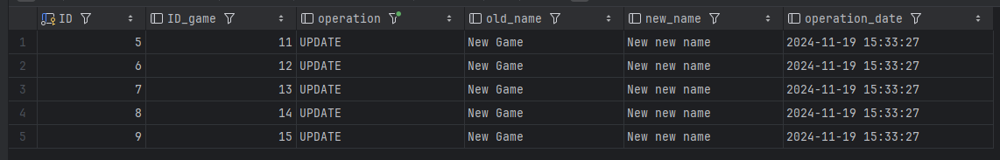 ID ID_game operation old_name new_name operation_date
1 5 11 UPDATE New Game New new name 2024-11-19 15:33:27
2 6 12 UPDATE New Game New new name 2024-11-19 15:33:27
3 7 13 UPDATE New Game New new name 2024-11-19 15:33:27
4 8 14 UPDATE New Game New new name 2024-11-19 15:33:27
5 9 15 UPDATE New Game New new name 2024-11-19 15:33:27